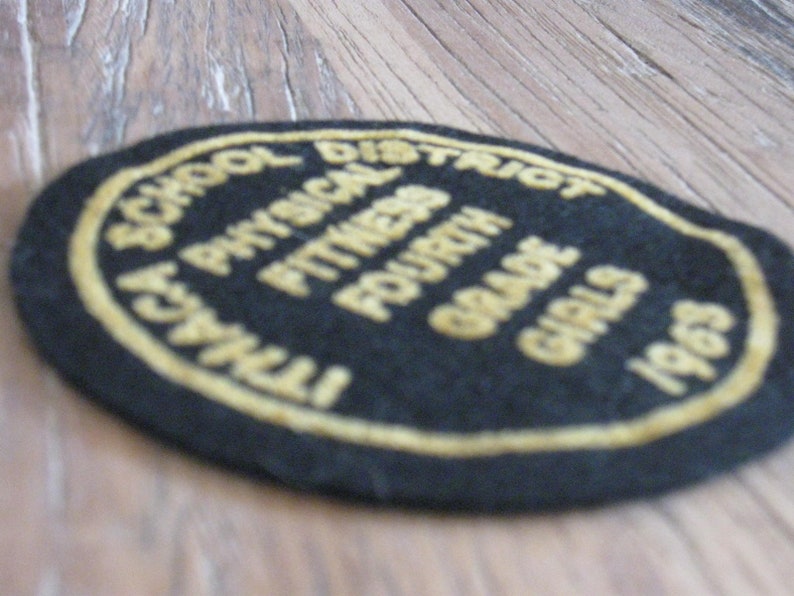 ITHACA SCHOOL DISTRICT
PHYSICAL
FITNESS
FOURTH
GRADE
GIRLS
1963